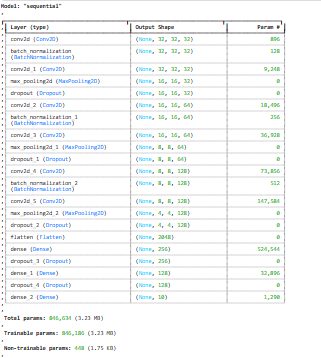 Model: "sequential"
Layer (type) Output Shape Param #
conv2d (Conv2D) (None, 32, 32, 32) 896
batch_normalization (BatchNormalization) (None, 32, 32, 32) 128
conv2d_1 (Conv2D) (None, 32, 32, 32) 9,248
max_pooling2d (MaxPooling2D) (None, 16, 16, 32) 0
dropout (Dropout) (None, 16, 16, 32) 0
conv2d_2 (Conv2D) (None, 16, 16, 64) 18,496
batch_normalization_1 (BatchNormalization) (None, 16, 16, 64) 256
conv2d_3 (Conv2D) (None, 16, 16, 64) 36,928
max_pooling2d_1 (MaxPooling2D) (None, 8, 8, 64) 0
dropout_1 (Dropout) (None, 8, 8, 64) 0
conv2d_4 (Conv2D) (None, 8, 8, 128) 73,856
batch_normalization_2 (BatchNormalization) (None, 8, 8, 128) 512
conv2d_5 (Conv2D) (None, 8, 8, 128) 147,584
max_pooling2d_2 (MaxPooling2D) (None, 4, 4, 128) 0
dropout_2 (Dropout) (None, 4, 4, 128) 0
flatten (Flatten) (None, 2048) 0
dense (Dense) (None, 256) 524,544
dropout_3 (Dropout) (None, 256) 0
dense_1 (Dense) (None, 128) 32,896
dropout_4 (Dropout) (None, 128) 0
dense_2 (Dense) (None, 10) 1,290
Total params: 846,634 (3.23 MB)
Trainable params: 846,186 (3.23 MB)
Non-trainable params: 448 (1.75 KB)